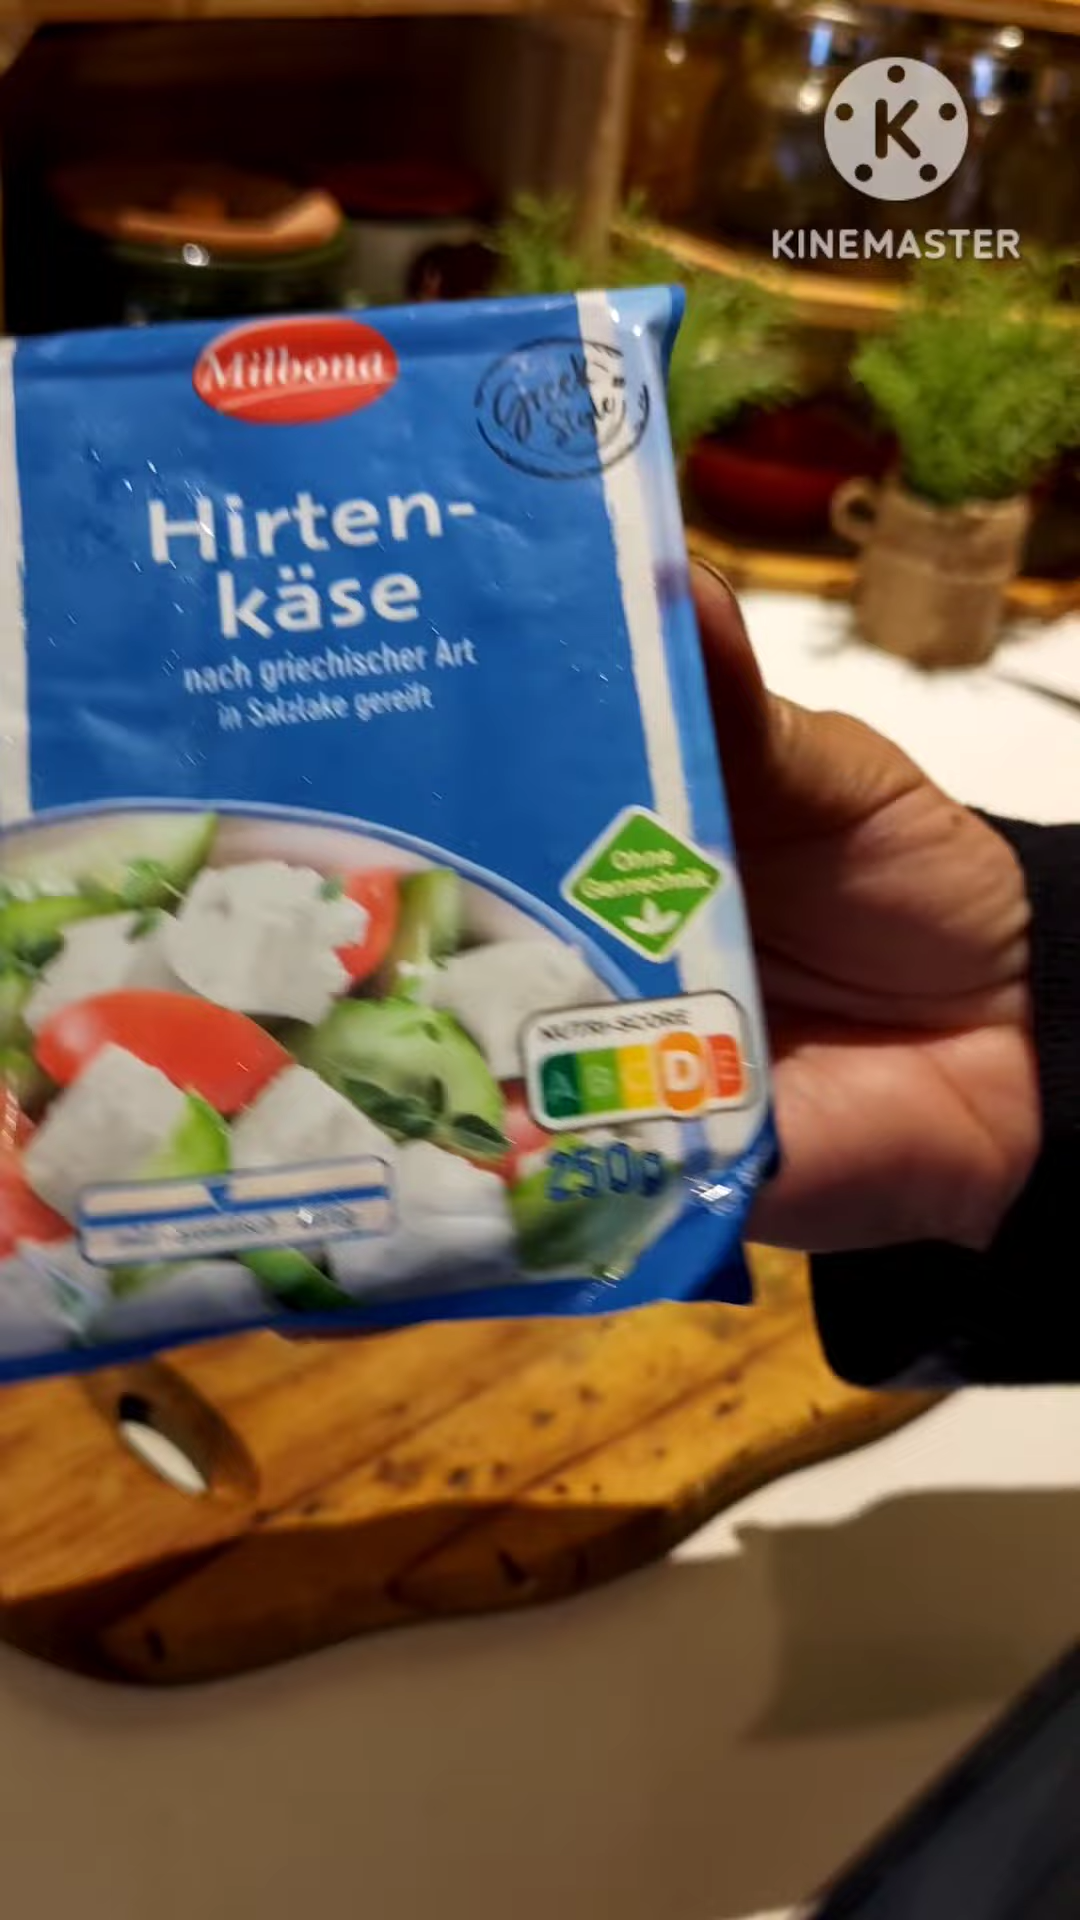 KINEMASTER
Milbona
Greek
Style
Hirten-
käse
nach griechischer Art
in Salzlake gereift
Ohne
Gentechnik
NUTRI-SCORE
A B C D E
250g